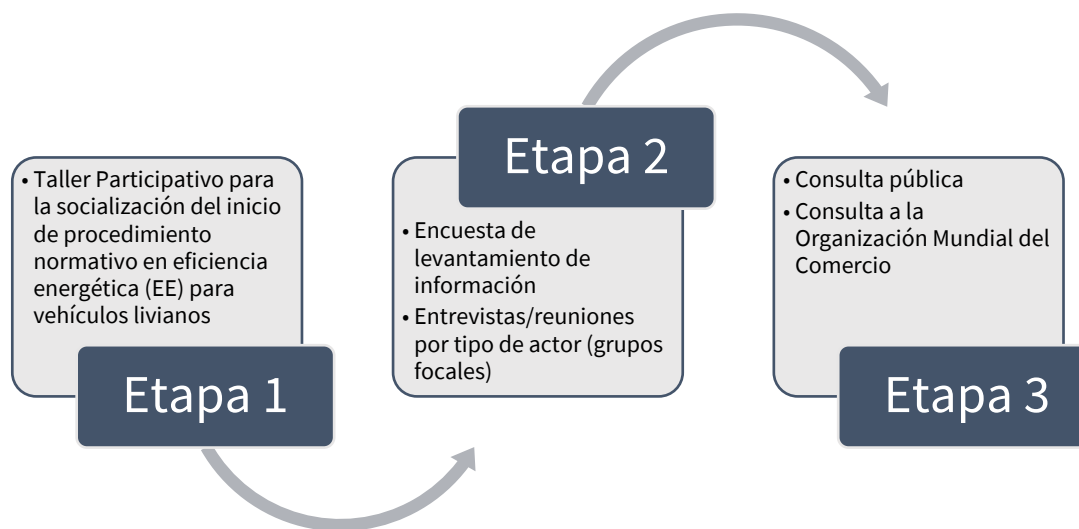 • Taller Participativo para
la socialización del inicio
de procedimiento
normativo en eficiencia
energética (EE) para
vehículos livianos
Etapa 1
Etapa 2
• Encuesta de
levantamiento de
información
• Entrevistas/reuniones
por tipo de actor (grupos
focales)
• Consulta pública
• Consulta a la
Organización Mundial del
Comercio
Etapa 3